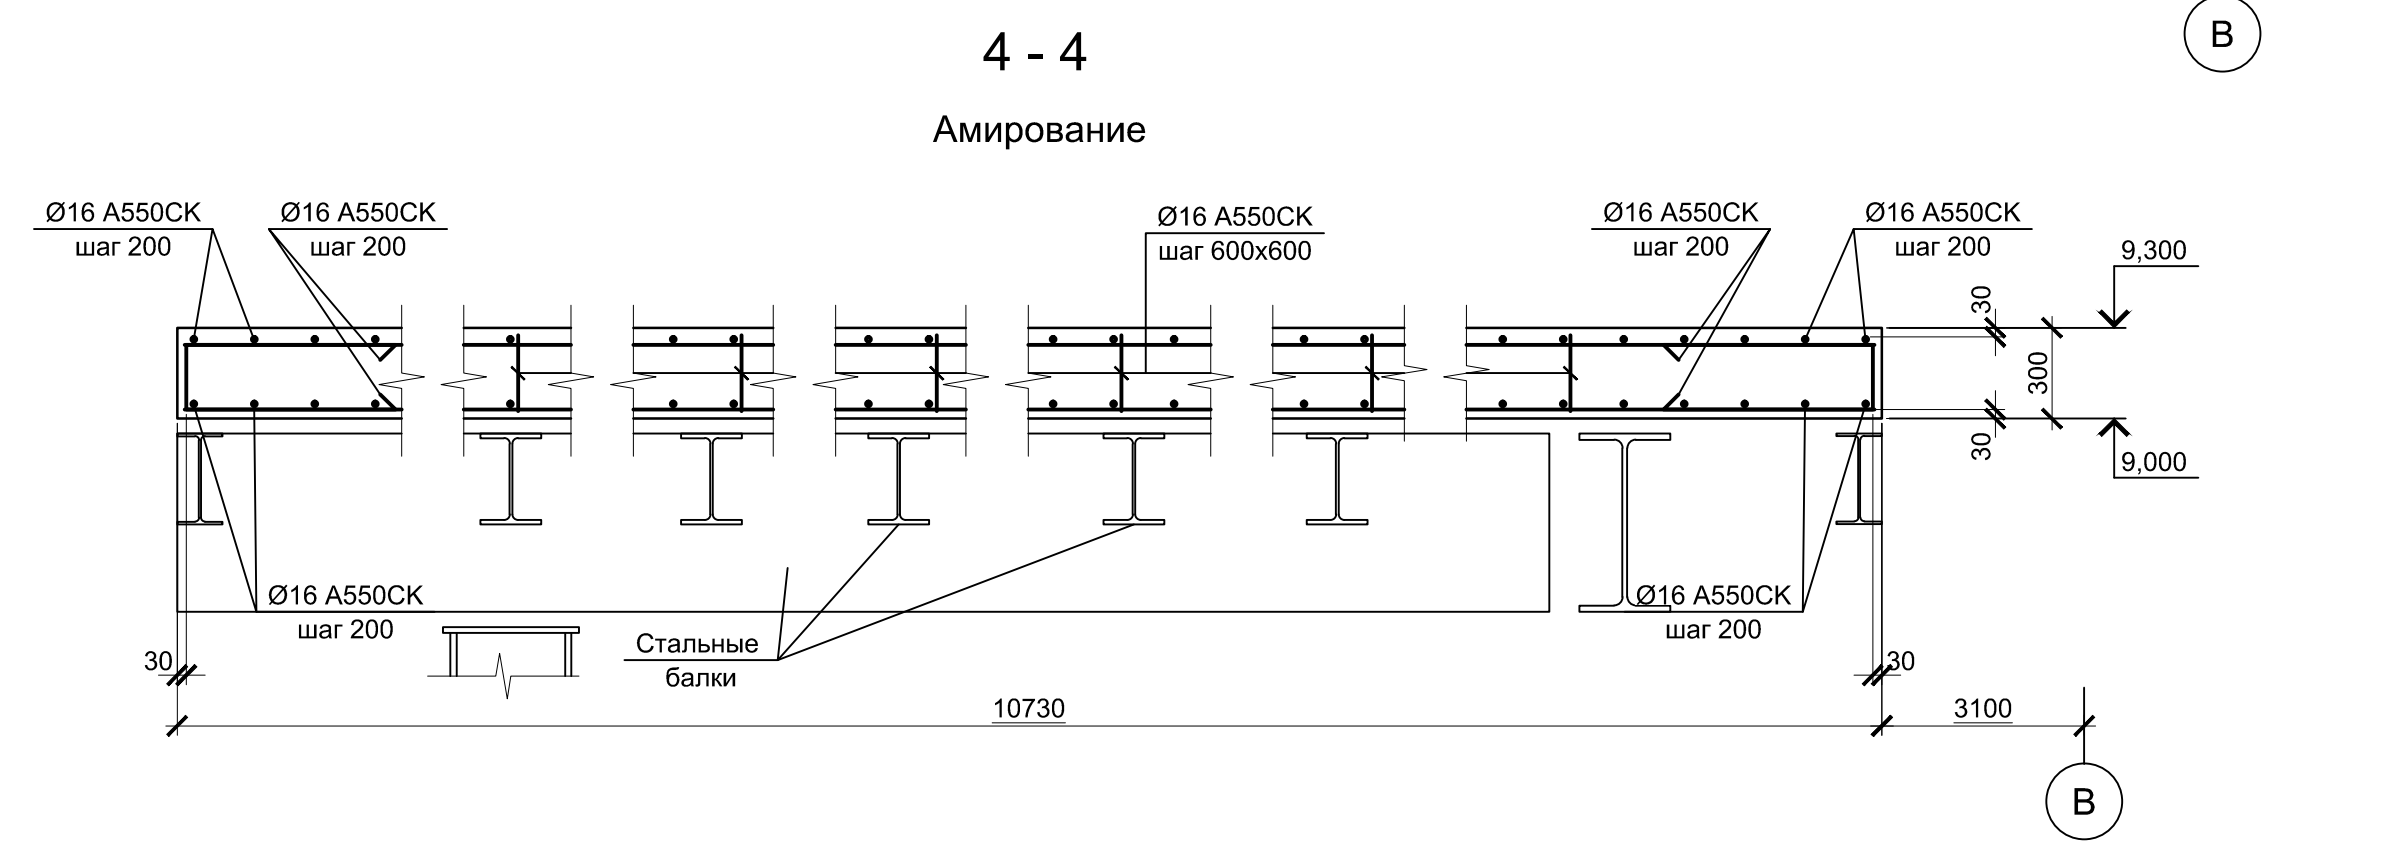 В
4 - 4
Амирование
Ø16 А550СК
шаг 200
Ø16 А550СК
шаг 200
Ø16 А550СК
шаг 600х600
Ø16 А550СК
шаг 200
Ø16 А550СК
шаг 200
9,300
30
300
30
9,000
Ø16 А550СК
шаг 200
Ø16 А550СК
шаг 200
Стальные
балки
30
30
10730
3100
В